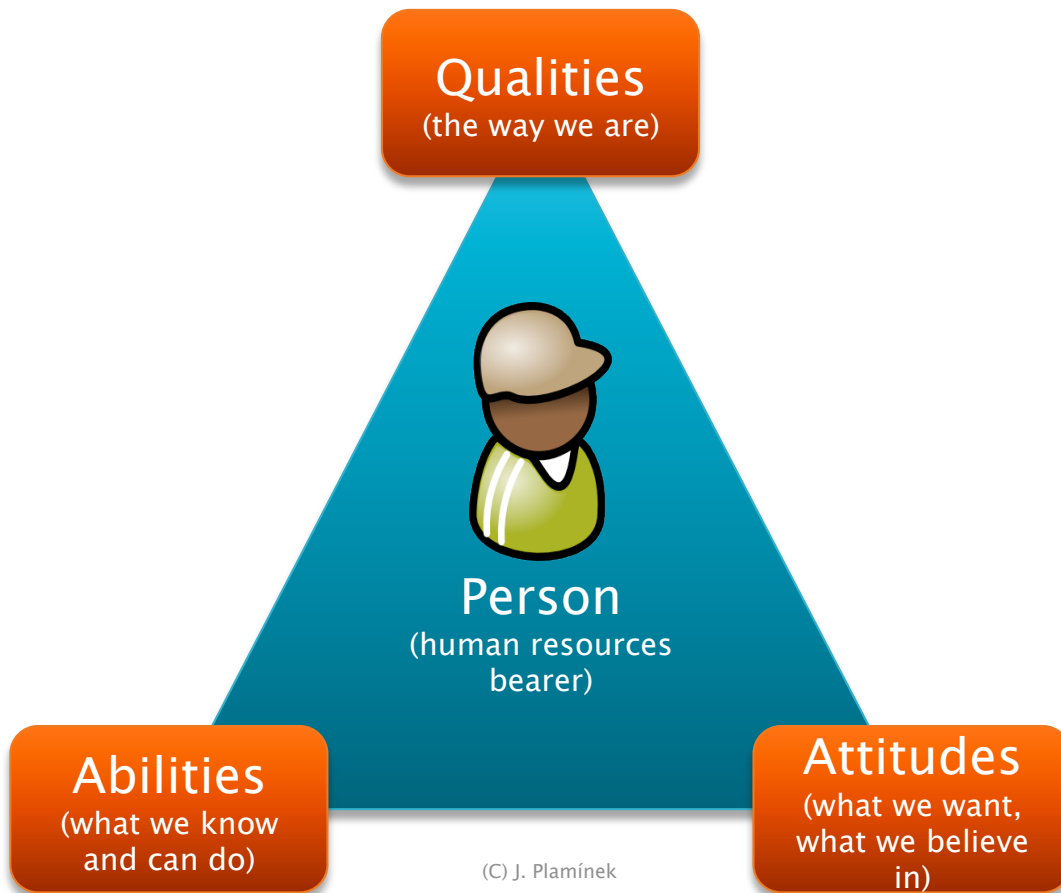 Qualities
(the way we are)
Person
(human resources
bearer)
Abilities
(what we know
and can do)
Attitudes
(what we want,
what we believe
in)
(C) J. Plamínek